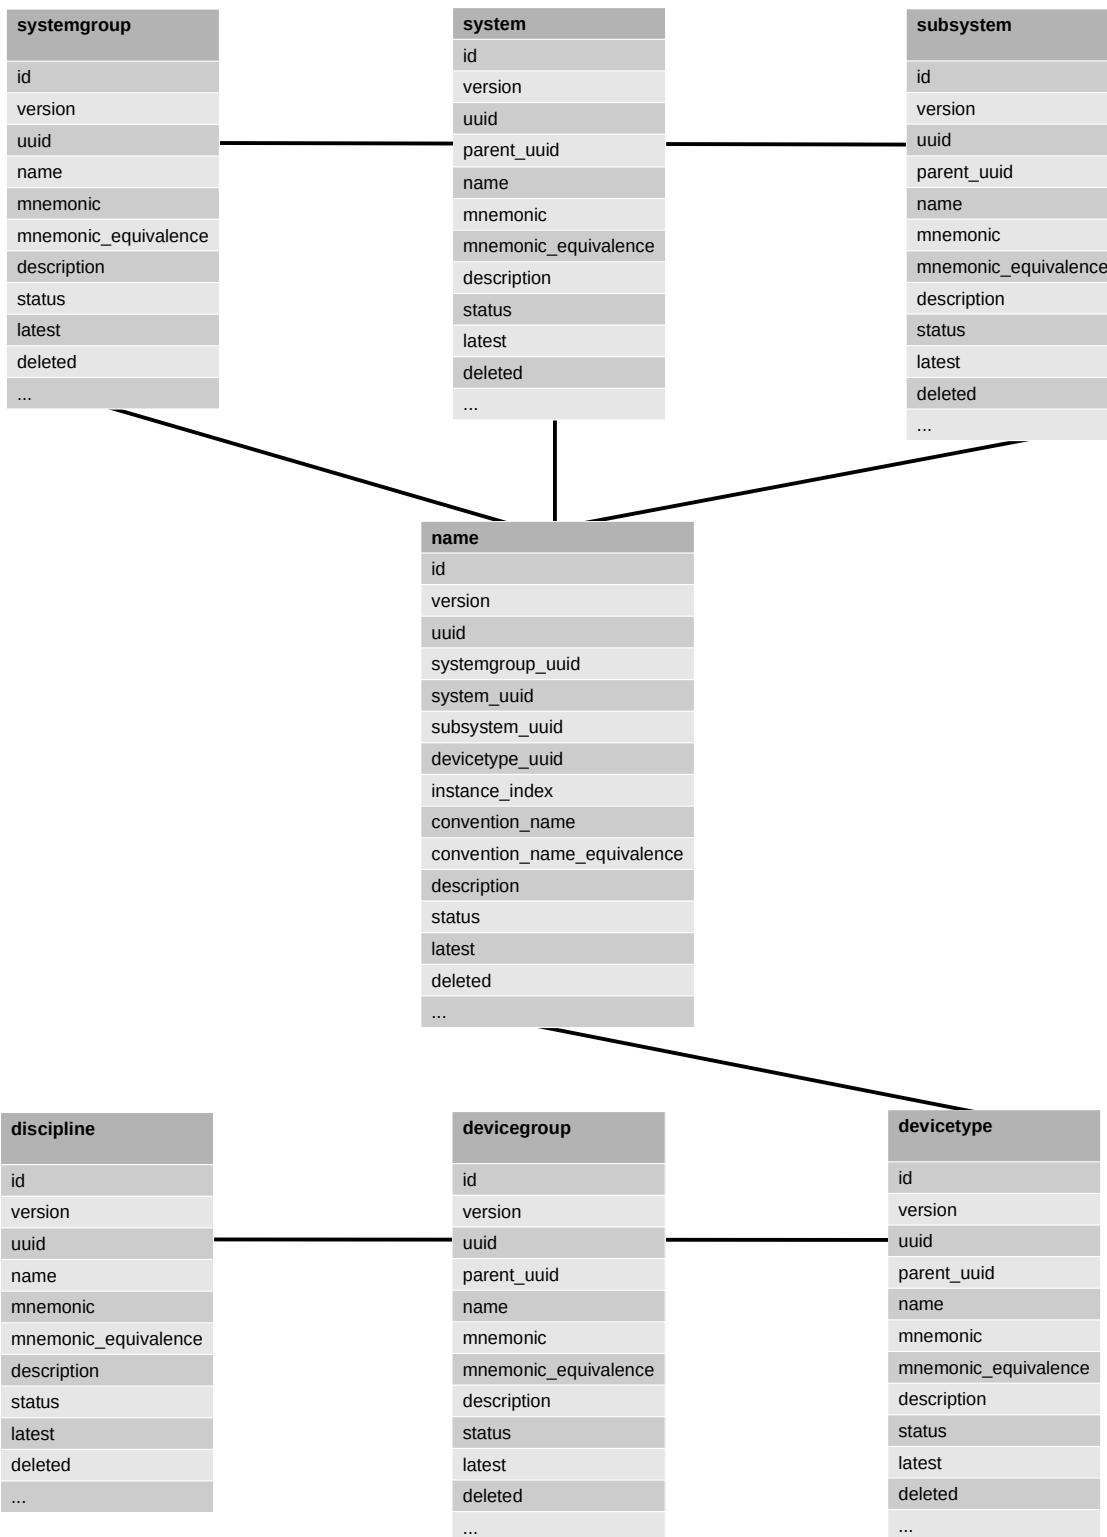 systemgroup
id
version
uuid
name
mnemonic
mnemonic_equivalence
description
status
latest
deleted
...
system
id
version
uuid
parent_uuid
name
mnemonic
mnemonic_equivalence
description
status
latest
deleted
...
subsystem
id
version
uuid
parent_uuid
name
mnemonic
mnemonic_equivalence
description
status
latest
deleted
...
name
id
version
uuid
systemgroup_uuid
system_uuid
subsystem_uuid
devicetype_uuid
instance_index
convention_name
convention_name_equivalence
description
status
latest
deleted
...
discipline
id
version
uuid
name
mnemonic
mnemonic_equivalence
description
status
latest
deleted
...
devicegroup
id
version
uuid
parent_uuid
name
mnemonic
mnemonic_equivalence
description
status
latest
deleted
...
devicetype
id
version
uuid
parent_uuid
name
mnemonic
mnemonic_equivalence
description
status
latest
deleted
...